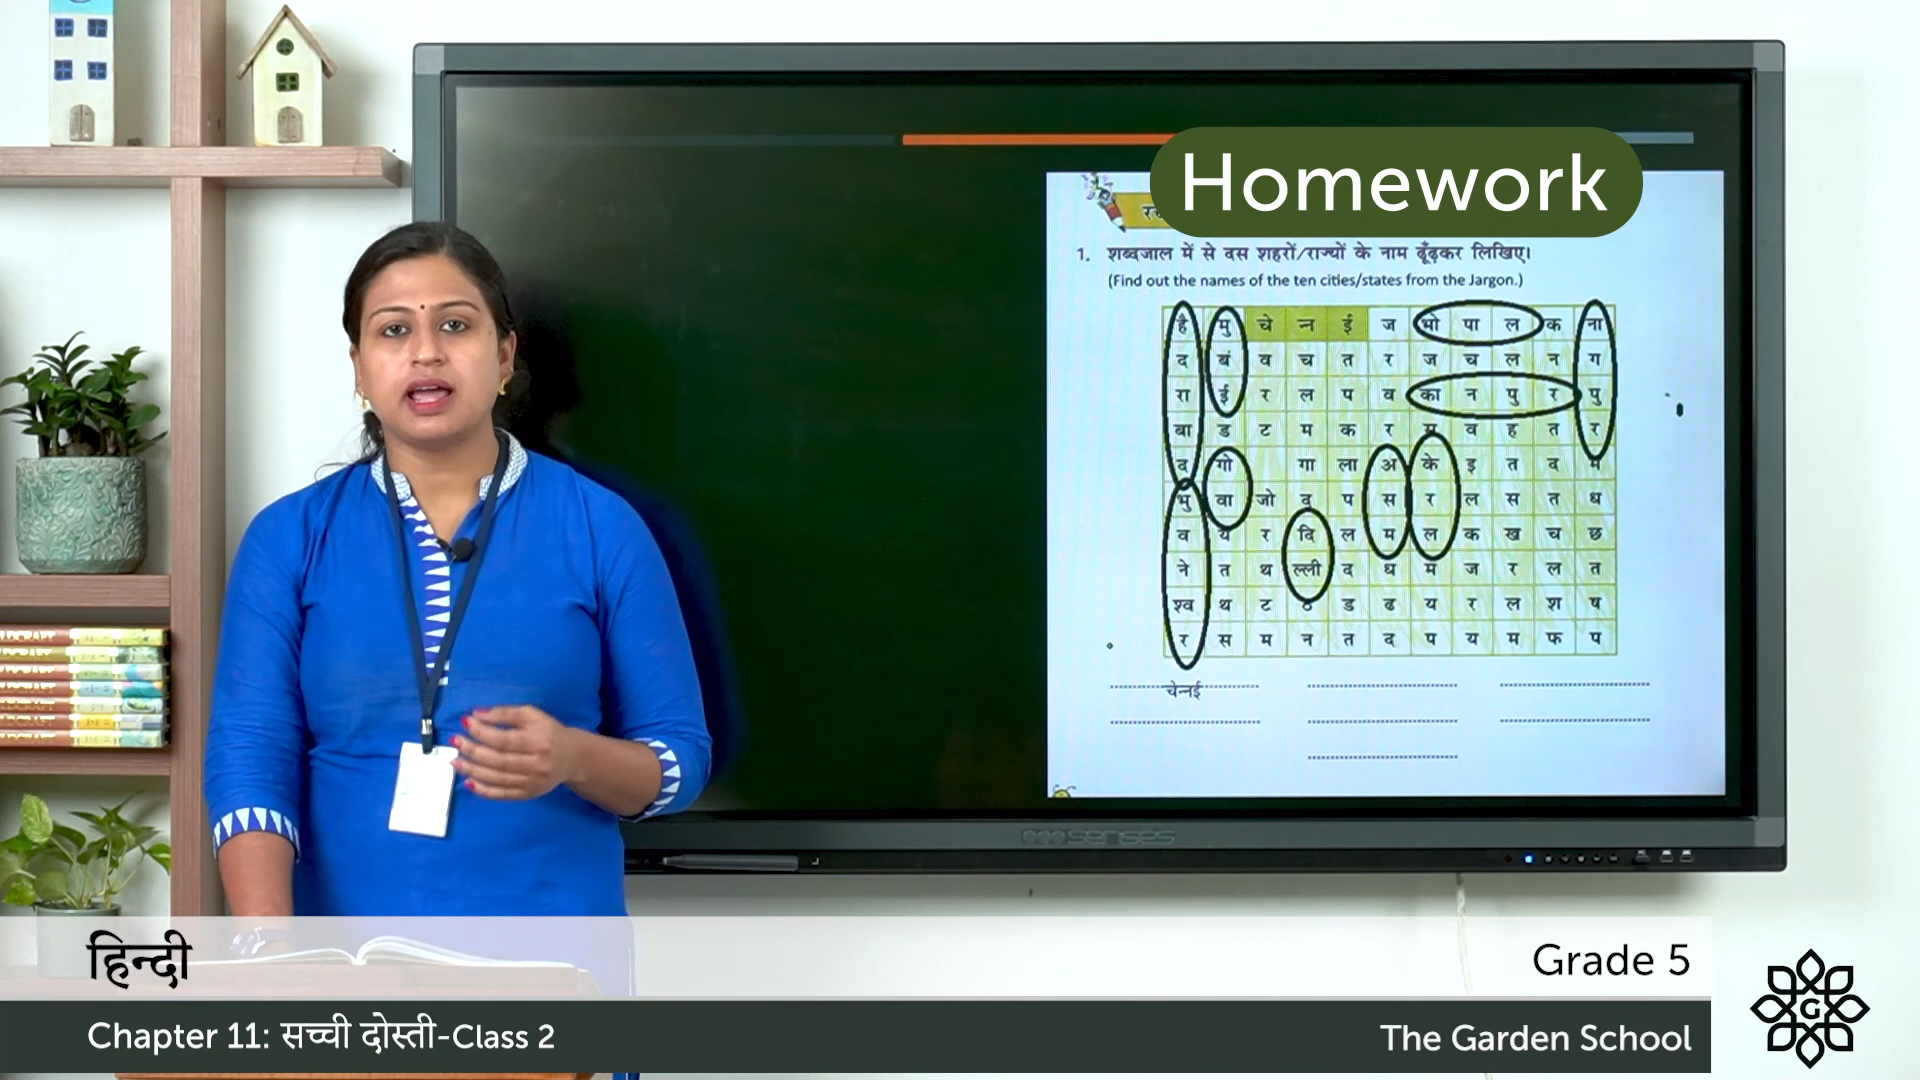 Homework
1. शब्दजाल में से दस शहरों/राज्यों के नाम ढूँढ़कर लिखिए।
(Find out the names of the ten cities/states from the Jargon.)
है मु चे न्न ई ज भो पा ल क ना
द बं व च त र ज च ल न ग
रा ई र ल प व का न पु र पु
बा ड ट म क र म व ह त र
द गो गा ला अ के इ त व म
भु वा जो द प स र ल स त ध
व य र दि ल म ल क ख च छ
ने त थ ल्ली द ध म ज र ल त
श्व थ ट ठ ड ढ य र ल श ष
र स म न त द प य म फ प
चेन्नई
हिन्दी
Grade 5
Chapter 11: सच्ची दोस्ती-Class 2
The Garden School
G